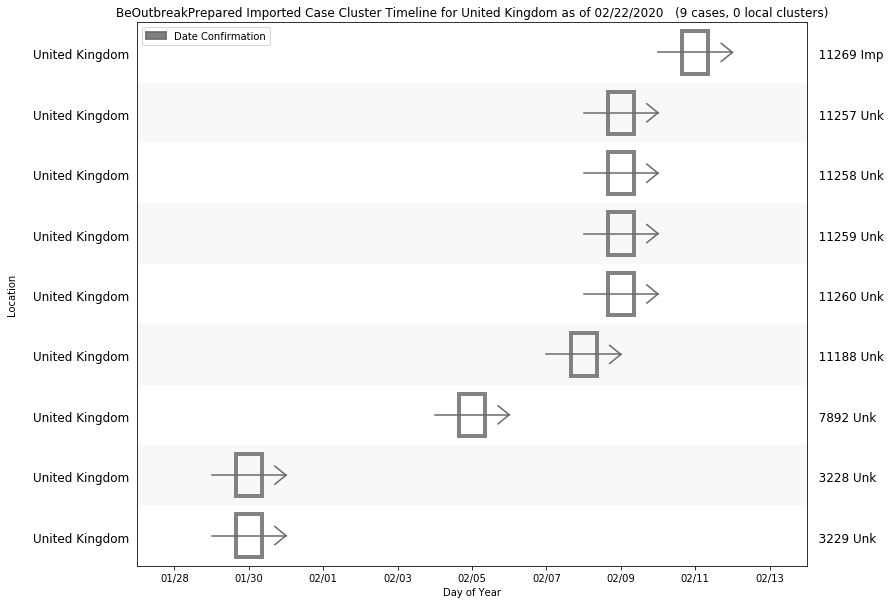 BeOutbreakPrepared Imported Case Cluster Timeline for United Kingdom as of 02/22/2020 (9 cases, 0 local clusters)
Date Confirmation
United Kingdom 11269 Imp
United Kingdom 11257 Unk
United Kingdom 11258 Unk
United Kingdom 11259 Unk
United Kingdom 11260 Unk
United Kingdom 11188 Unk
United Kingdom 7892 Unk
United Kingdom 3228 Unk
United Kingdom 3229 Unk
Location
01/28 01/30 02/01 02/03 02/05 02/07 02/09 02/11 02/13
Day of Year